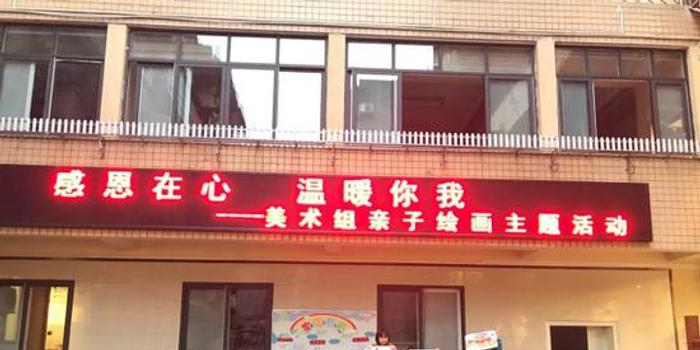 感恩在心 温暖你我
——美术组亲子绘画主题活动